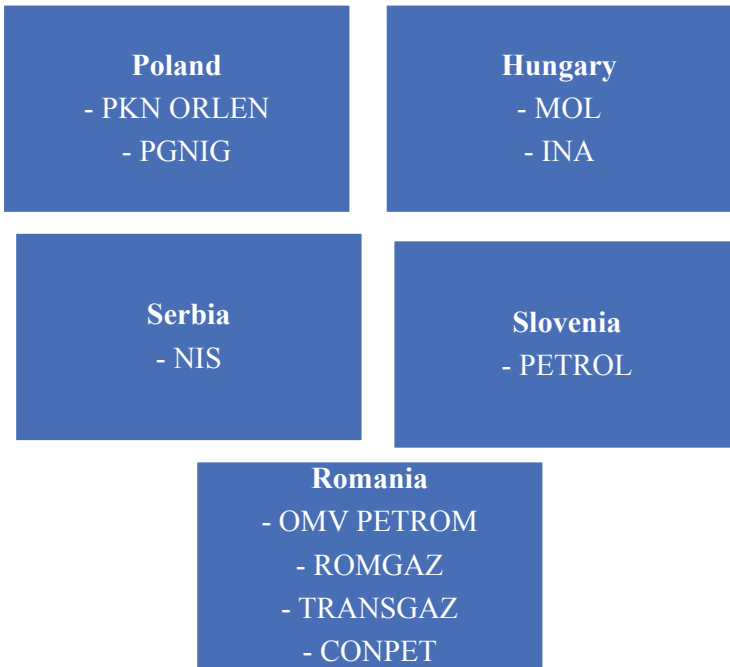 Poland
- PKN ORLEN
- PGNIG
Hungary
- MOL
- INA
Serbia
- NIS
Slovenia
- PETROL
Romania
- OMV PETROM
- ROMGAZ
- TRANSGAZ
- CONPET